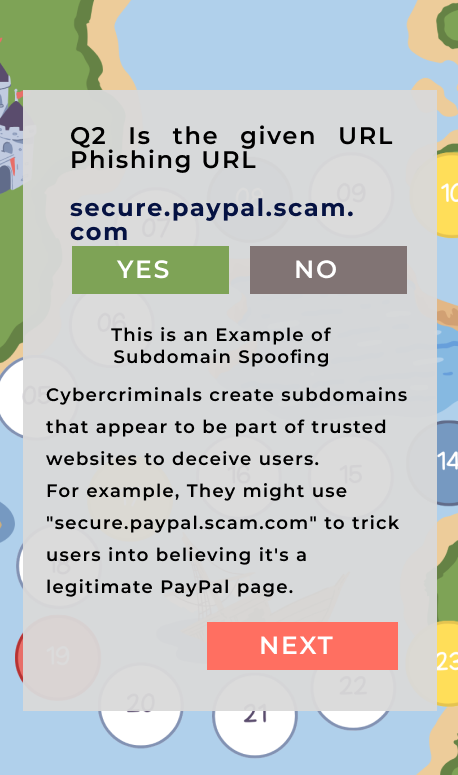 Q2 Is the given URL
Phishing URL
secure.paypal.scam.
com
YES
NO
This is an Example of
Subdomain Spoofing
Cybercriminals create subdomains
that appear to be part of trusted
websites to deceive users.
For example, They might use
"secure.paypal.scam.com" to trick
users into believing it's a
legitimate PayPal page.
NEXT
10
09
08
07
06
05
14
15
16
18
19
20
21
22
23